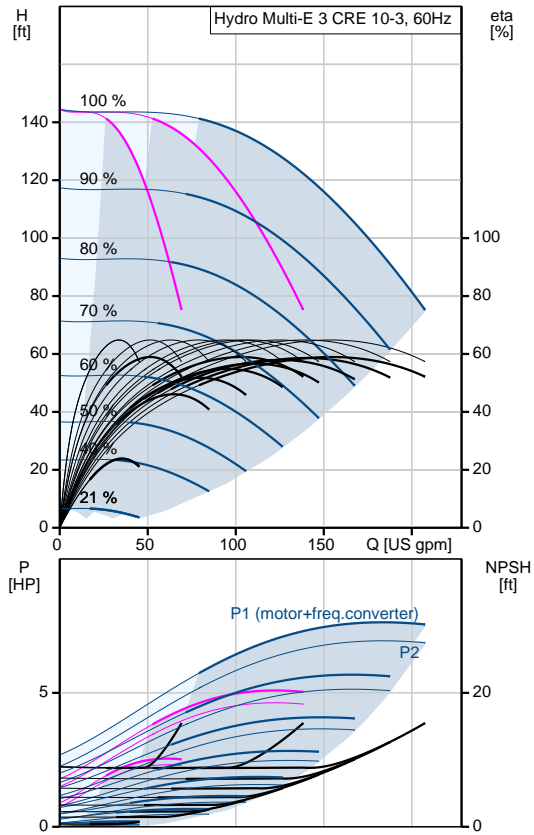 H
[ft]
Hydro Multi-E 3 CRE 10-3, 60Hz
eta
[%]
100 %
140
120
90 %
100
100
80 %
80
80
70 %
60
60
60 %
40
50 %
40
40 %
20
20
21 %
0
0
0
50
100
150
Q [US gpm]
P
[HP]
NPSH
[ft]
P1 (motor+freq.converter)
P2
5
20
0
0